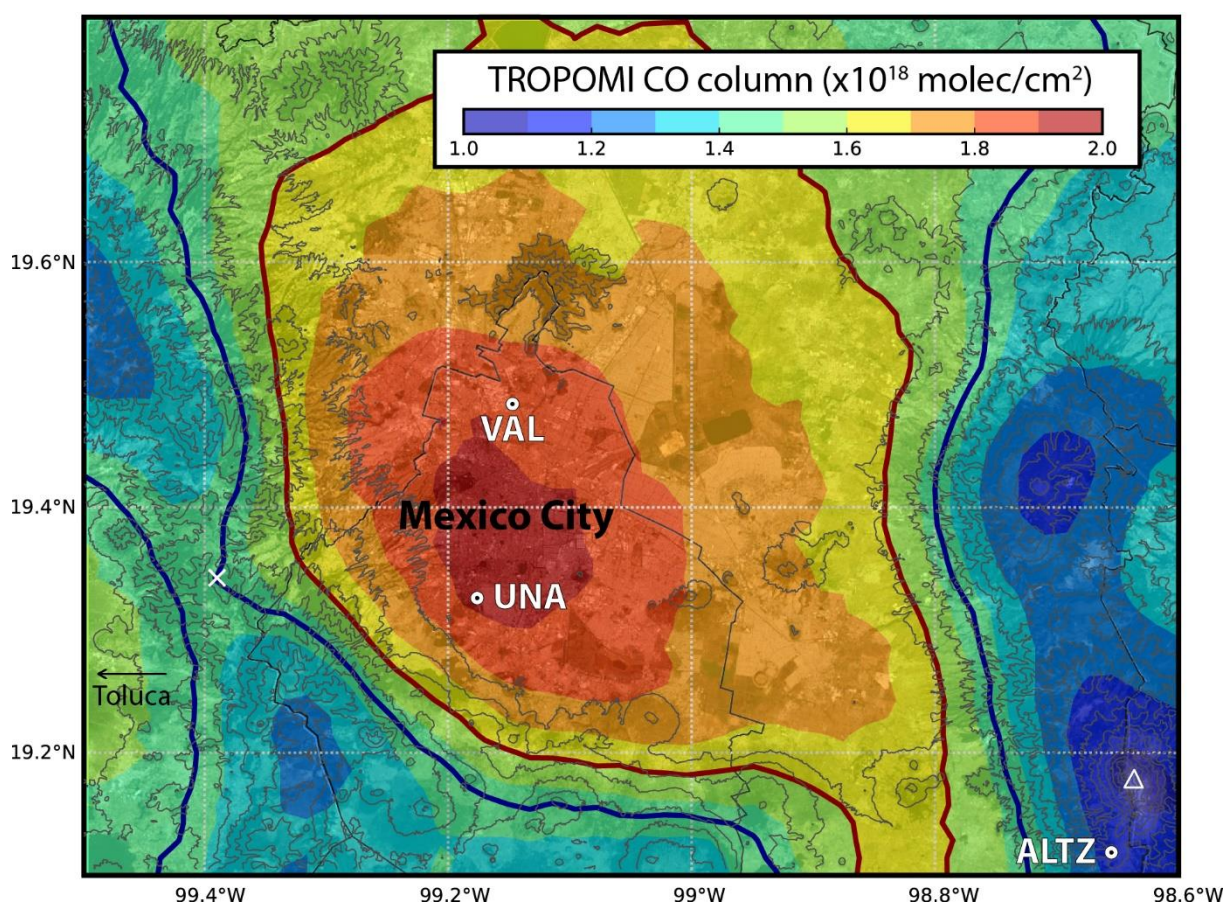 TROPOMI CO column (x10¹⁸ molec/cm²)
1.0 1.2 1.4 1.6 1.8 2.0
19.6°N
VAL
19.4°N
Mexico City
UNA
Toluca
19.2°N
ALTZ
99.4°W 99.2°W 99°W 98.8°W 98.6°W